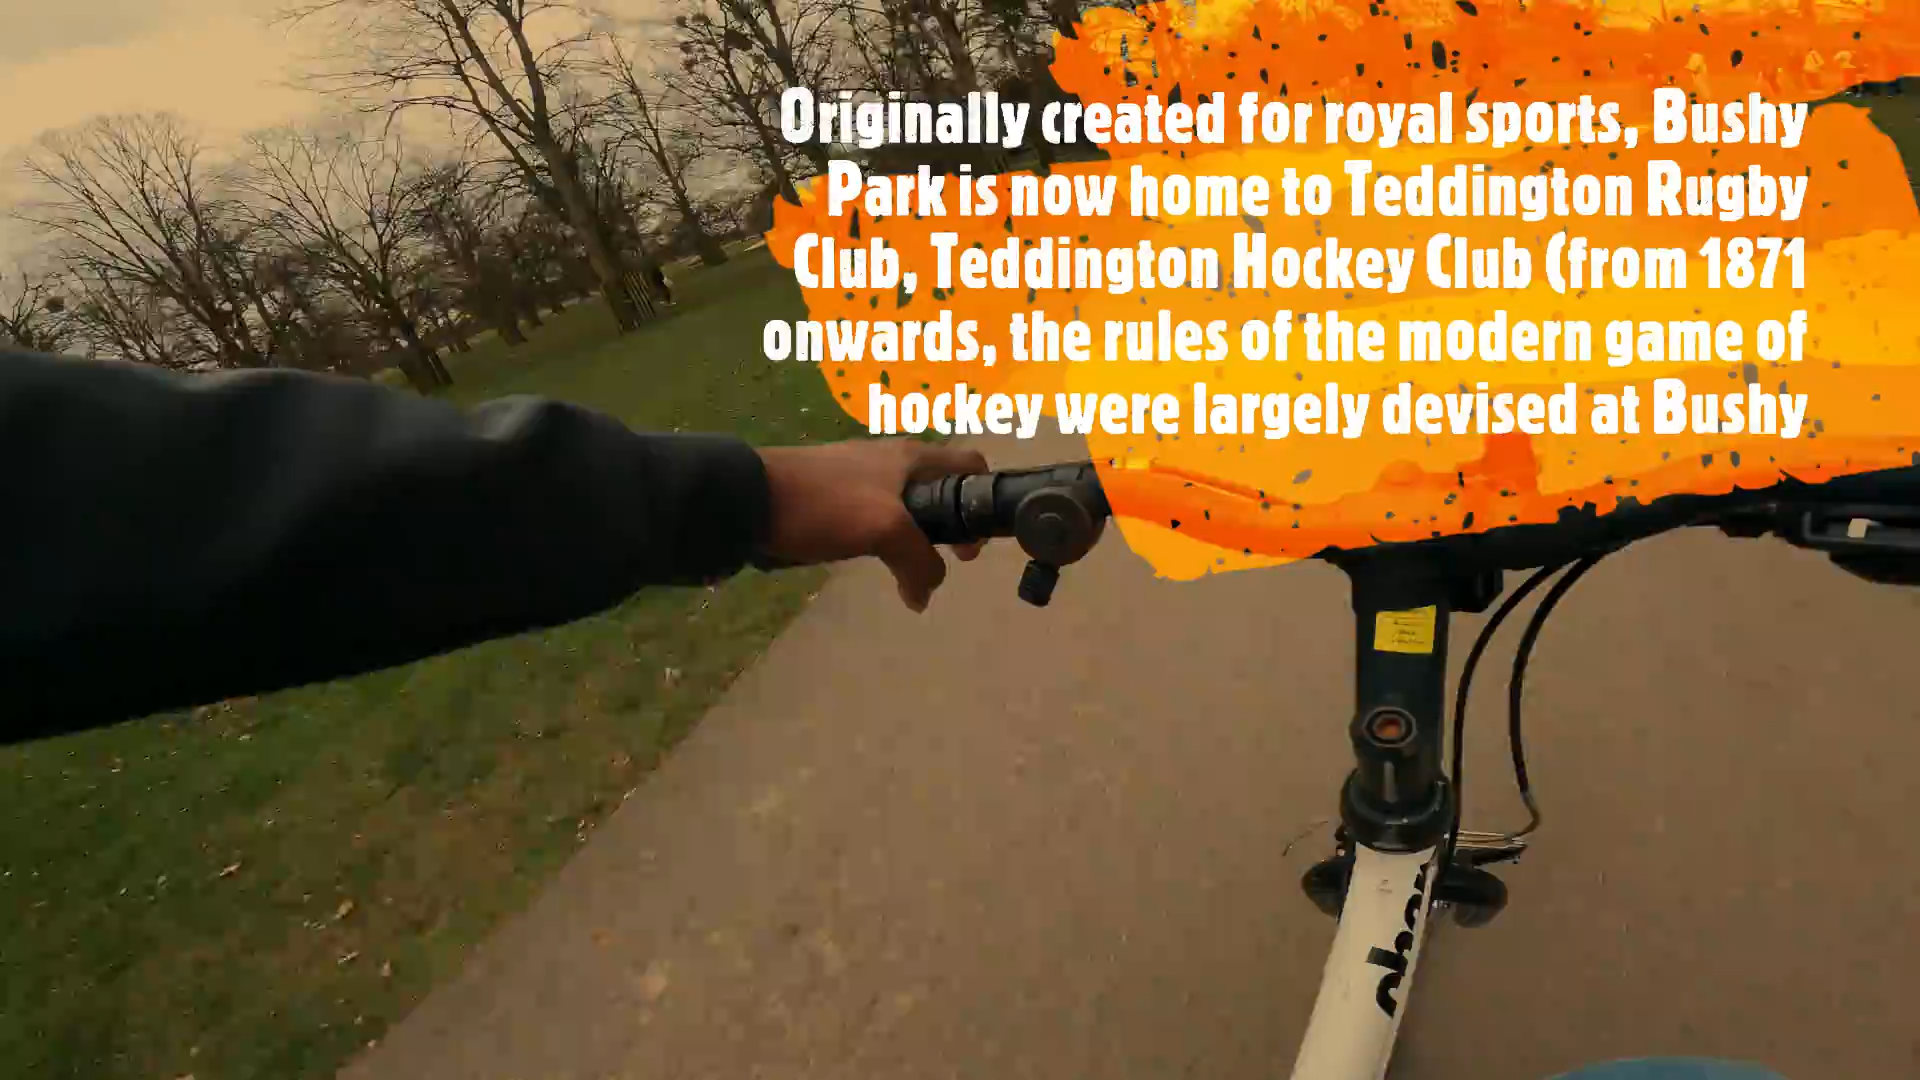 Originally created for royal sports, Bushy
Park is now home to Teddington Rugby
Club, Teddington Hockey Club (from 1871
onwards, the rules of the modern game of
hockey were largely devised at Bushy